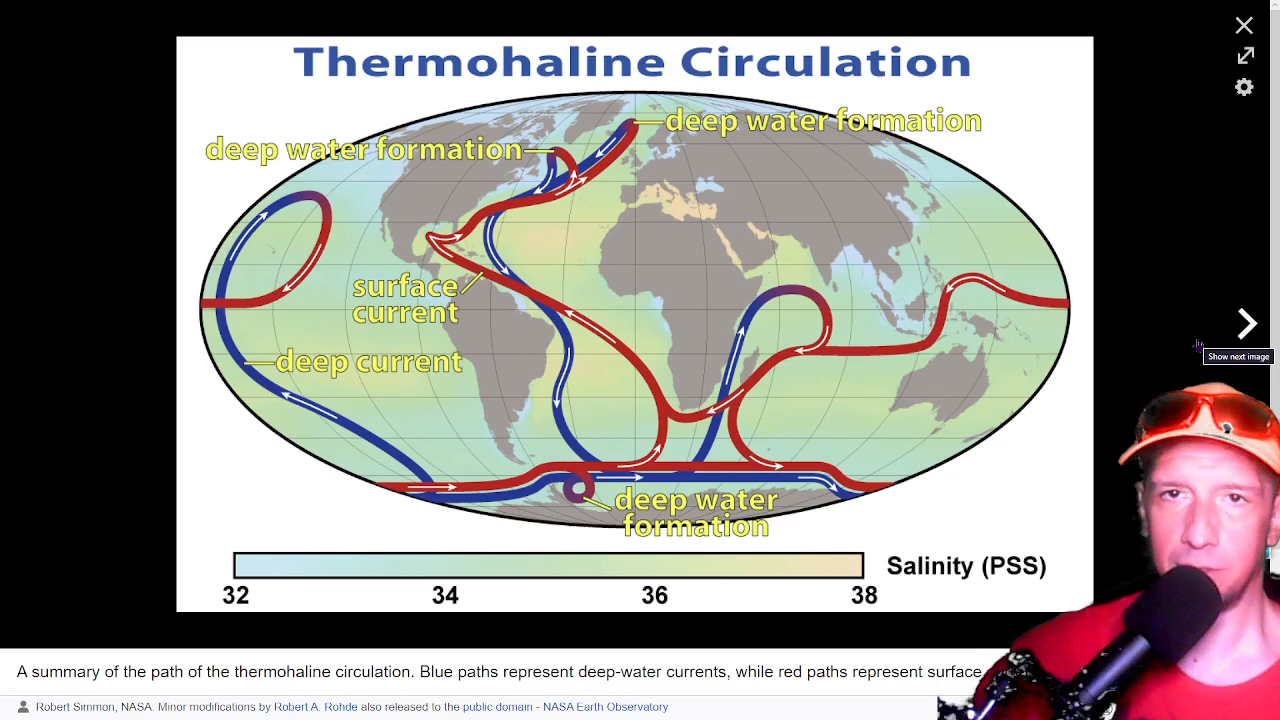 Thermohaline Circulation
deep water formation
deep water formation
surface
current
deep current
deep water
formation
Salinity (PSS)
32 34 36 38
Show next image
A summary of the path of the thermohaline circulation. Blue paths represent deep-water currents, while red paths represent surface
Robert Simmon, NASA. Minor modifications by Robert A. Rohde also released to the public domain - NASA Earth Observatory